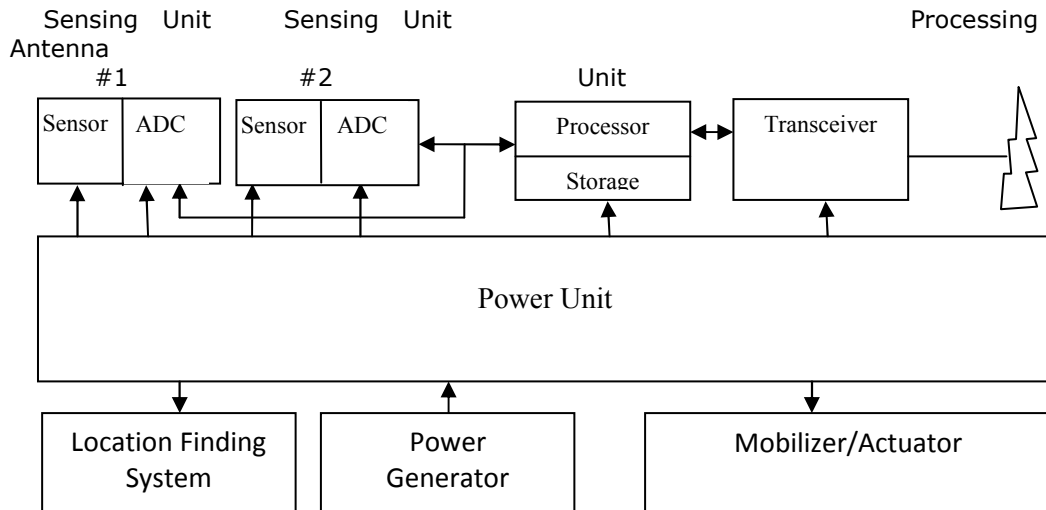 Sensing Unit Sensing Unit Processing
Antenna
#1 #2 Unit
Sensor ADC Sensor ADC Processor Transceiver
Storage
Power Unit
Location Finding Power Mobilizer/Actuator
System Generator